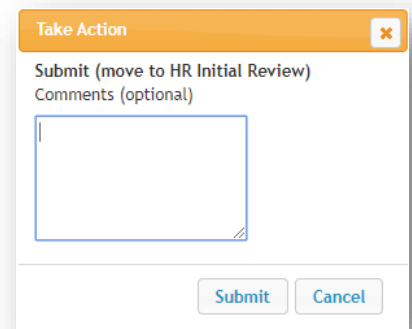 Take Action
Submit (move to HR Initial Review)
Comments (optional)
Submit Cancel